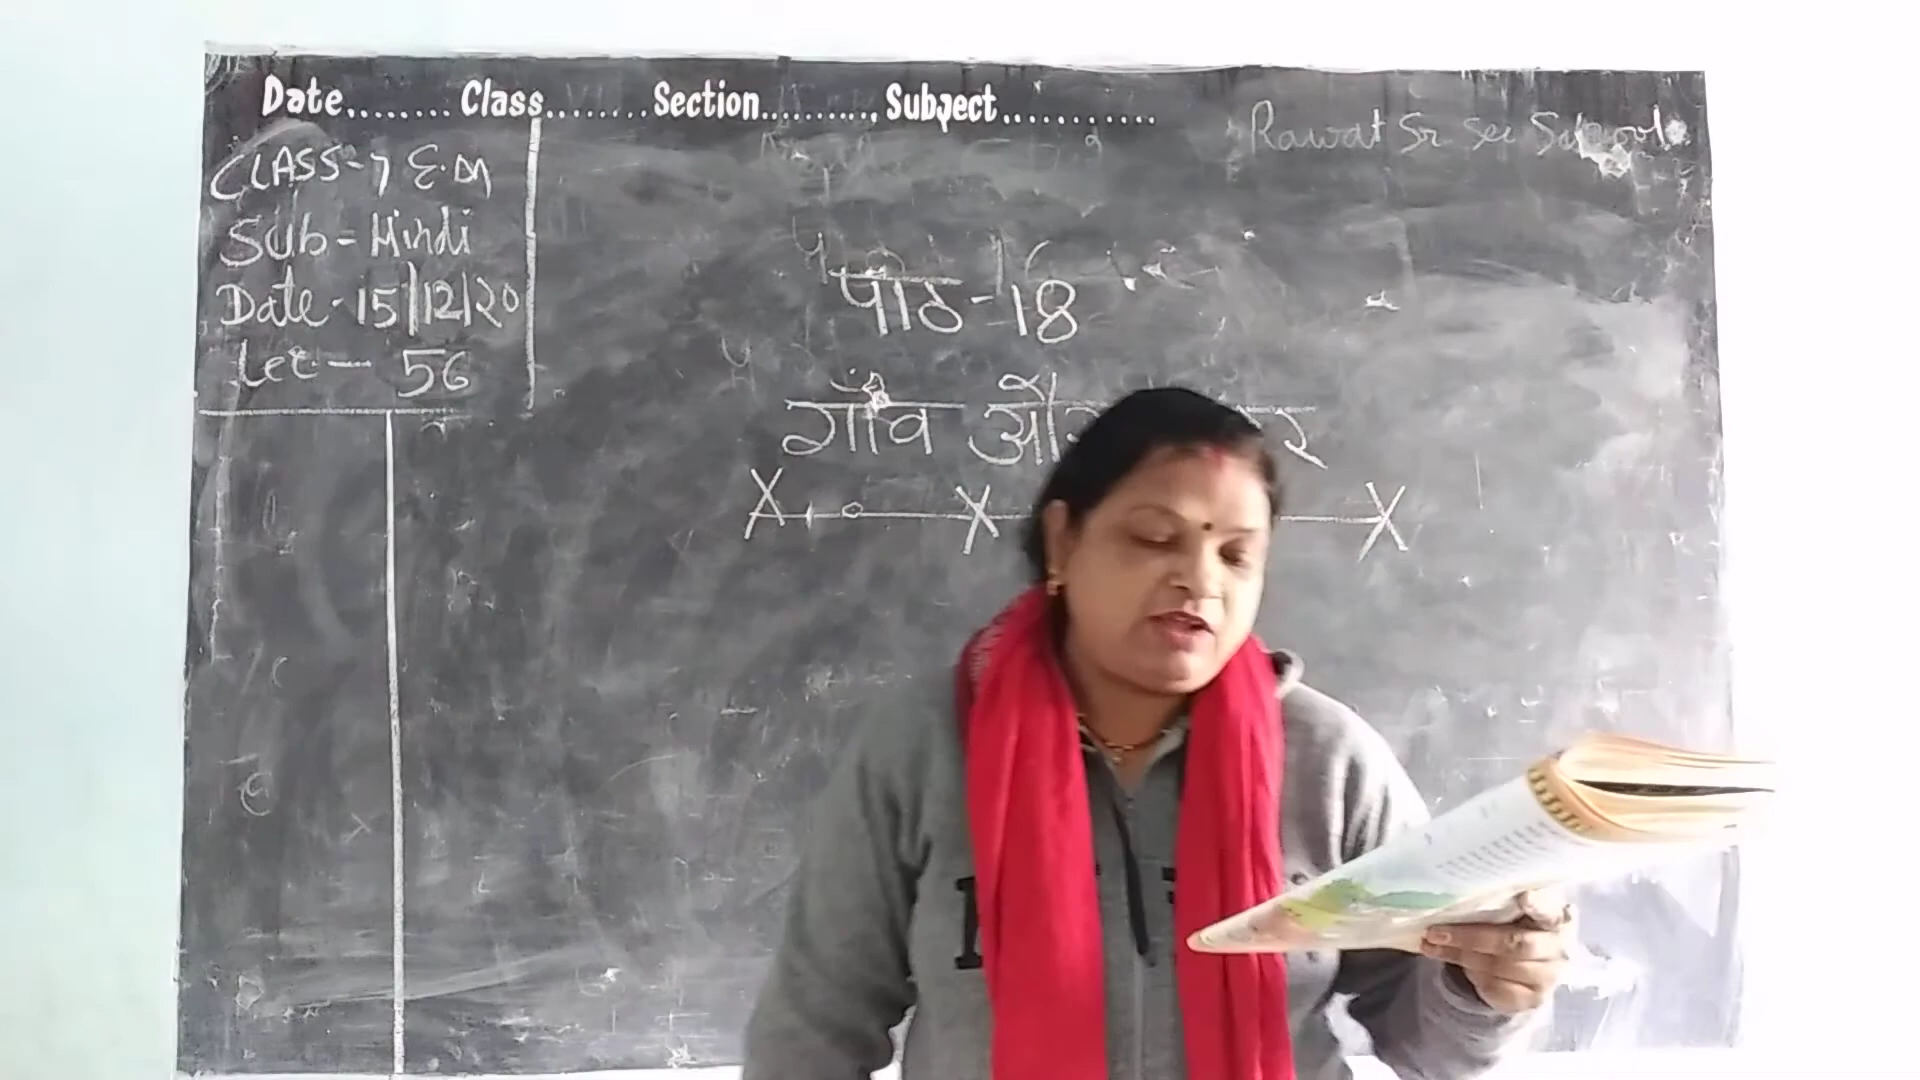 Date........ Class........ Section.......... Subject............
Rawat Sr Sec School
CLASS-7 E.M
Sub-Hindi
Date-15/12/20
Lec-56
पाठ-18
गाँव और